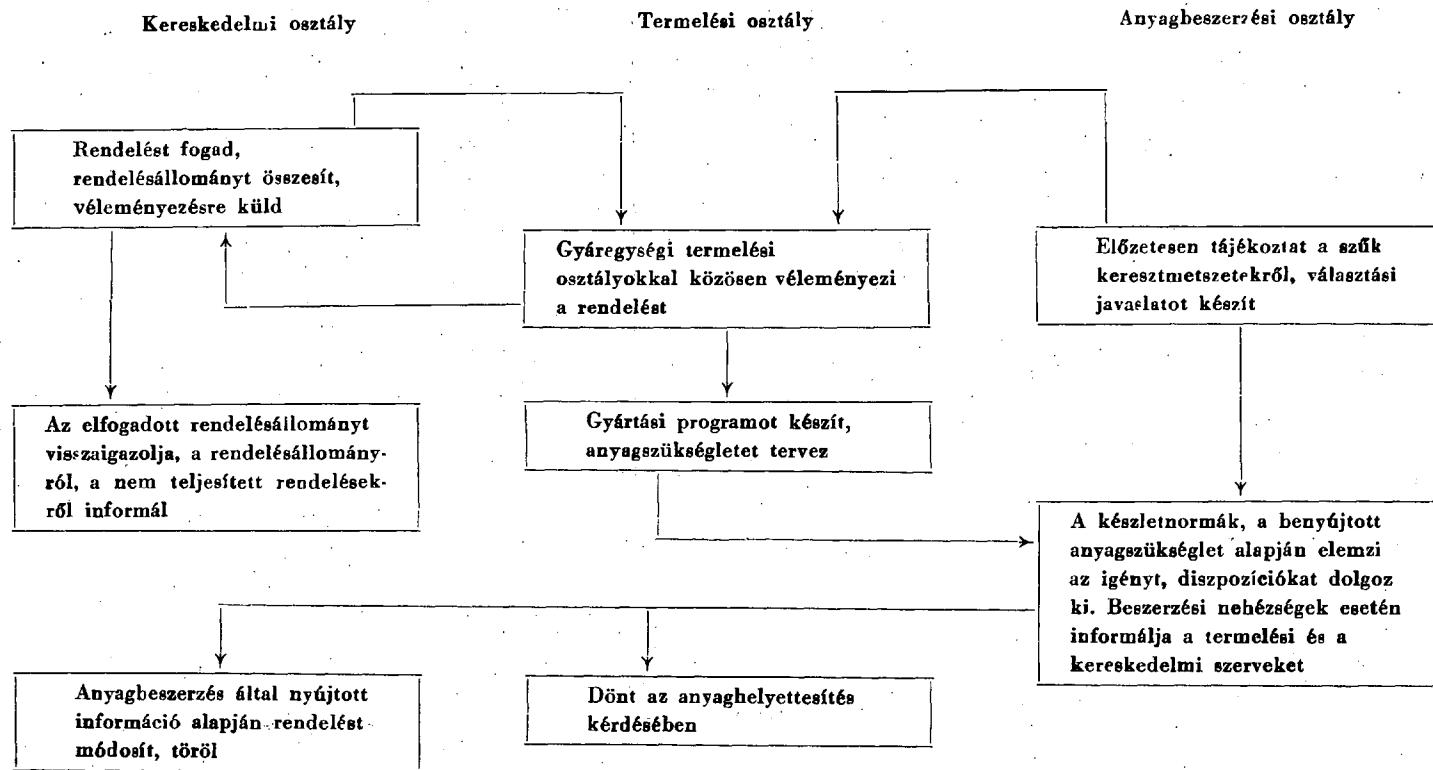 Kereskedelmi osztály
Termelési osztály
Anyagbeszerzési osztály
Rendelést fogad,
rendelésállományt összesít,
véleményezésre küld
Gyáregységi termelési
osztályokkal közösen véleményezi
a rendelést
Előzetesen tájékoztat a szűk
keresztmetszetekről, választási
javaslatot készít
Az elfogadott rendelésállományt
visszaigazolja, a rendelésállomány-
ról, a nem teljesített rendelések-
ről informál
Gyártási programot készít,
anyagszükségletet tervez
A készletnormák, a benyújtott
anyagszükséglet alapján elemzi
az igényt, diszpozíciókat dolgoz
ki. Beszerzési nehézségek esetén
informálja a termelési és a
kereskedelmi szerveket
Anyagbeszerzés által nyújtott
információ alapján rendelést
módosít, töröl
Dönt az anyaghelyettesítés
kérdésében